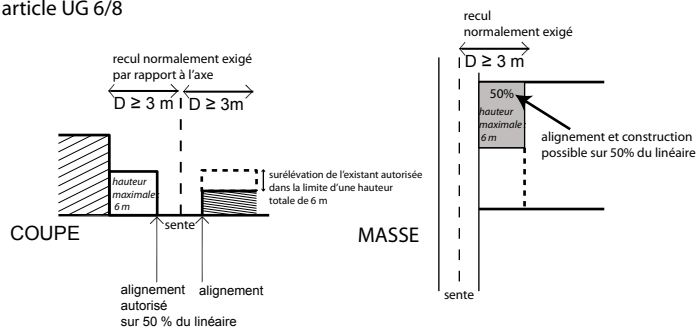 article UG 6/8
recul normalement exigé
par rapport à l'axe
D ≥ 3 m
D ≥ 3m
hauteur
maximale:
6 m
surélévation de l'existant autorisée
dans la limite d'une hauteur
totale de 6 m
sente
COUPE
alignement
autorisé
sur 50 % du linéaire
alignement
recul
normalement exigé
D ≥ 3 m
50%
hauteur
maximale:
6 m
alignement et construction
possible sur 50% du linéaire
MASSE
sente